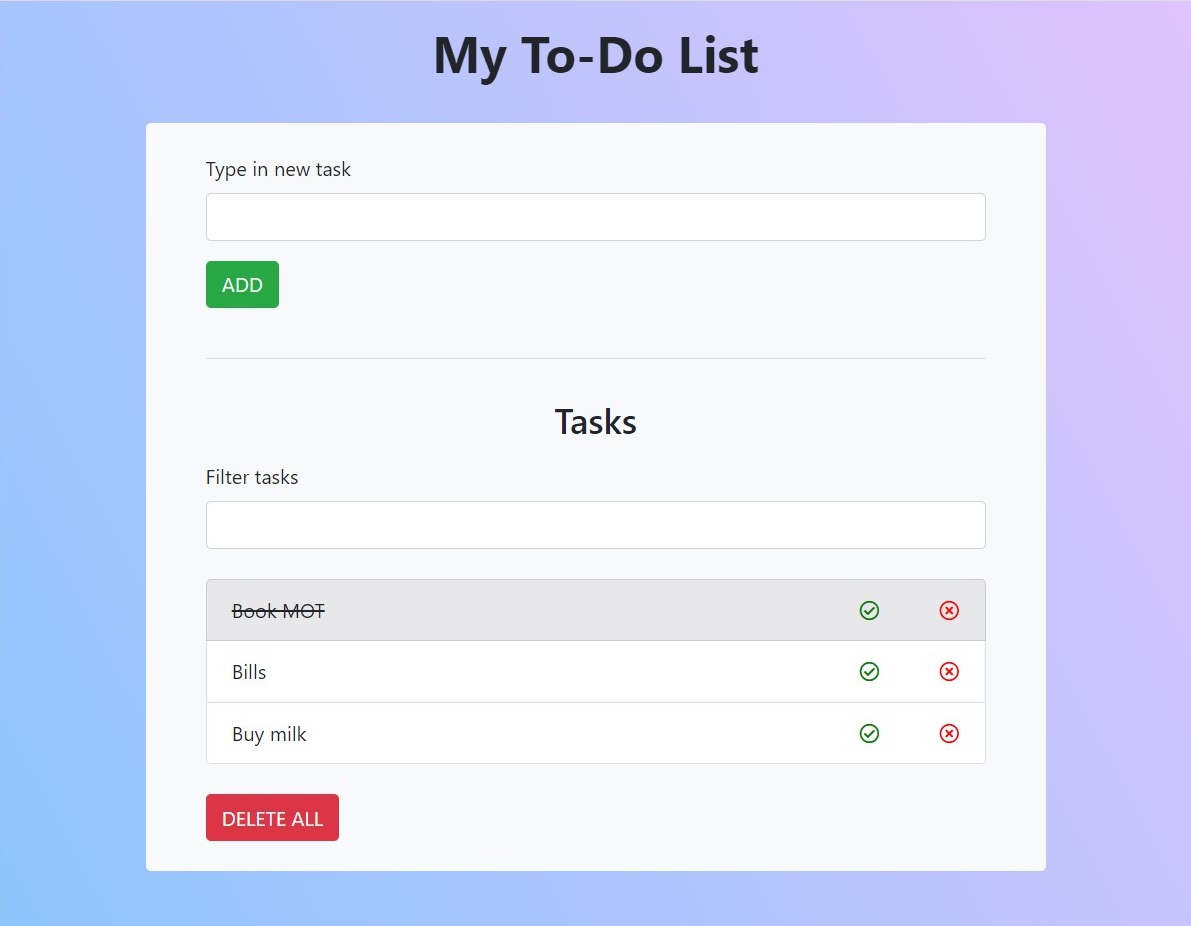 My To-Do List
Type in new task
ADD
Tasks
Filter tasks
Book MOT
Bills
Buy milk
DELETE ALL